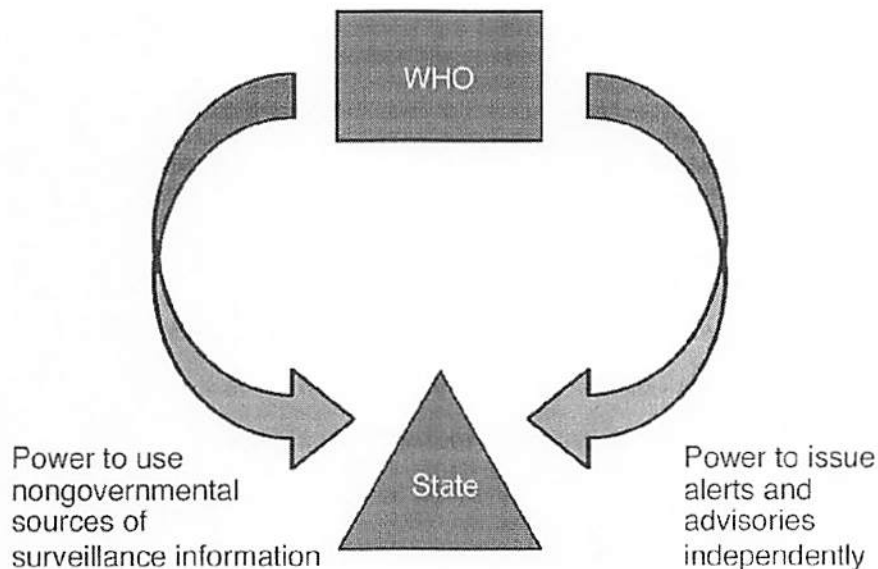 WHO
State
Power to use
nongovernmental
sources of
surveillance information
Power to issue
alerts and
advisories
independently